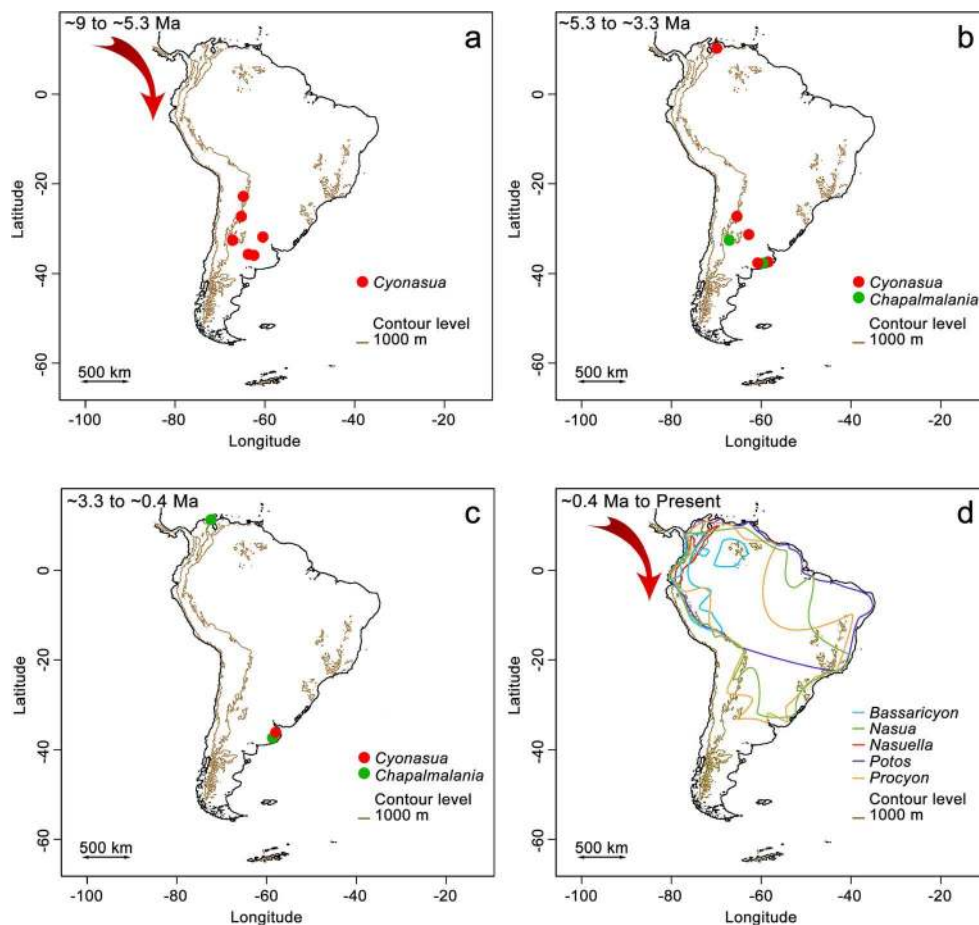 ~9 to ~5.3 Ma
a
0
-20
-40
-60
Latitude
Cyonasua
Contour level
1000 m
500 km
-100 -80 -60 -40 -20
Longitude
~5.3 to ~3.3 Ma
b
0
-20
-40
-60
Latitude
Cyonasua
Chapalmalania
Contour level
1000 m
500 km
-100 -80 -60 -40 -20
Longitude
~3.3 to ~0.4 Ma
c
0
-20
-40
-60
Latitude
Cyonasua
Chapalmalania
Contour level
1000 m
500 km
-100 -80 -60 -40 -20
Longitude
~0.4 Ma to Present
d
0
-20
-40
-60
Latitude
Bassaricyon
Nasua
Nasuella
Potos
Procyon
Contour level
1000 m
500 km
-100 -80 -60 -40 -20
Longitude